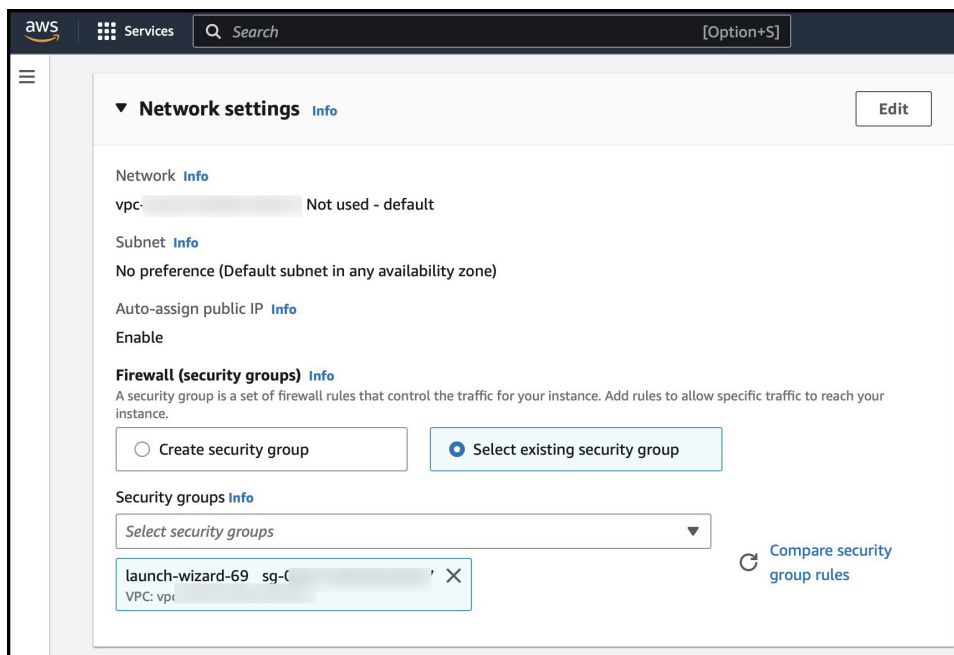 aws
Services
Search
[Option+S]
Network settings Info
Edit
Network Info
vpc- Not used - default
Subnet Info
No preference (Default subnet in any availability zone)
Auto-assign public IP Info
Enable
Firewall (security groups) Info
A security group is a set of firewall rules that control the traffic for your instance. Add rules to allow specific traffic to reach your
instance.
Create security group
Select existing security group
Security groups Info
Select security groups
Compare security
group rules
launch-wizard-69 sg-
VPC: